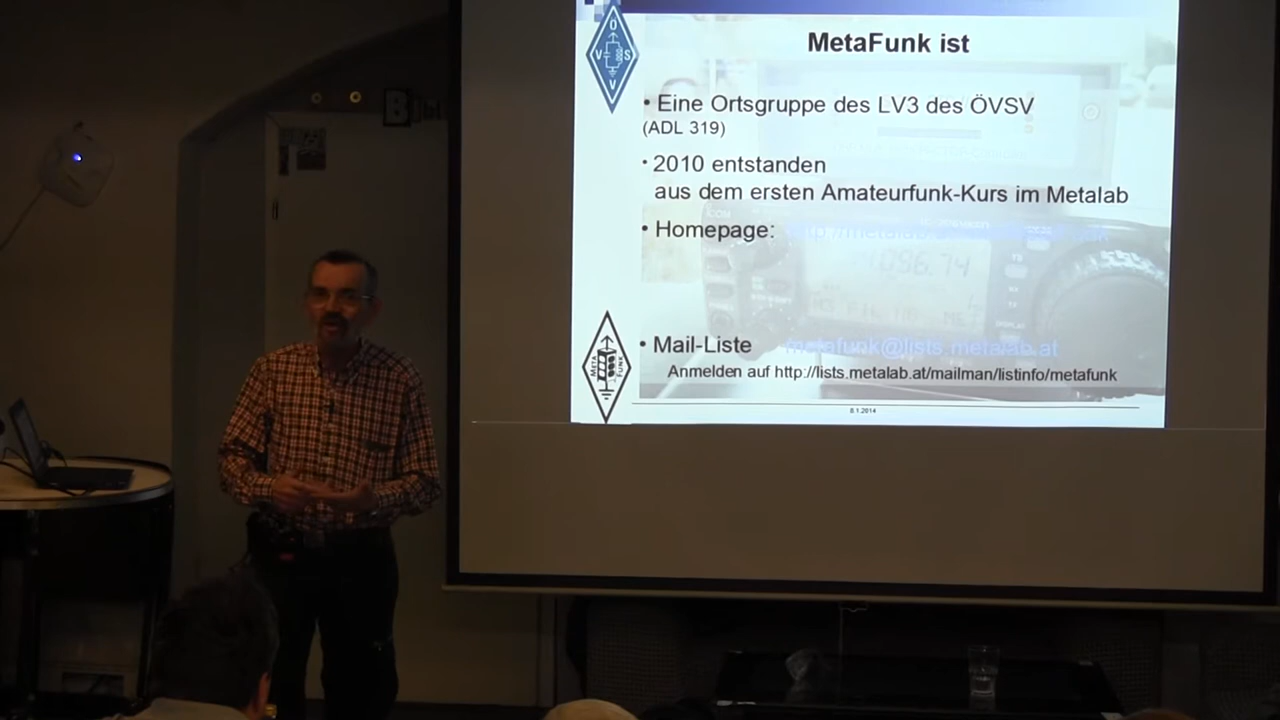 MetaFunk ist
• Eine Ortsgruppe des LV3 des ÖVSV
(ADL 319)
• 2010 entstanden
aus dem ersten Amateurfunk-Kurs im Metalab
• Homepage:
• Mail-Liste metafunk@lists.metalab.at
Anmelden auf http://lists.metalab.at/mailman/listinfo/metafunk
8.1.2014
Ö
V S
V
META FUNK
B